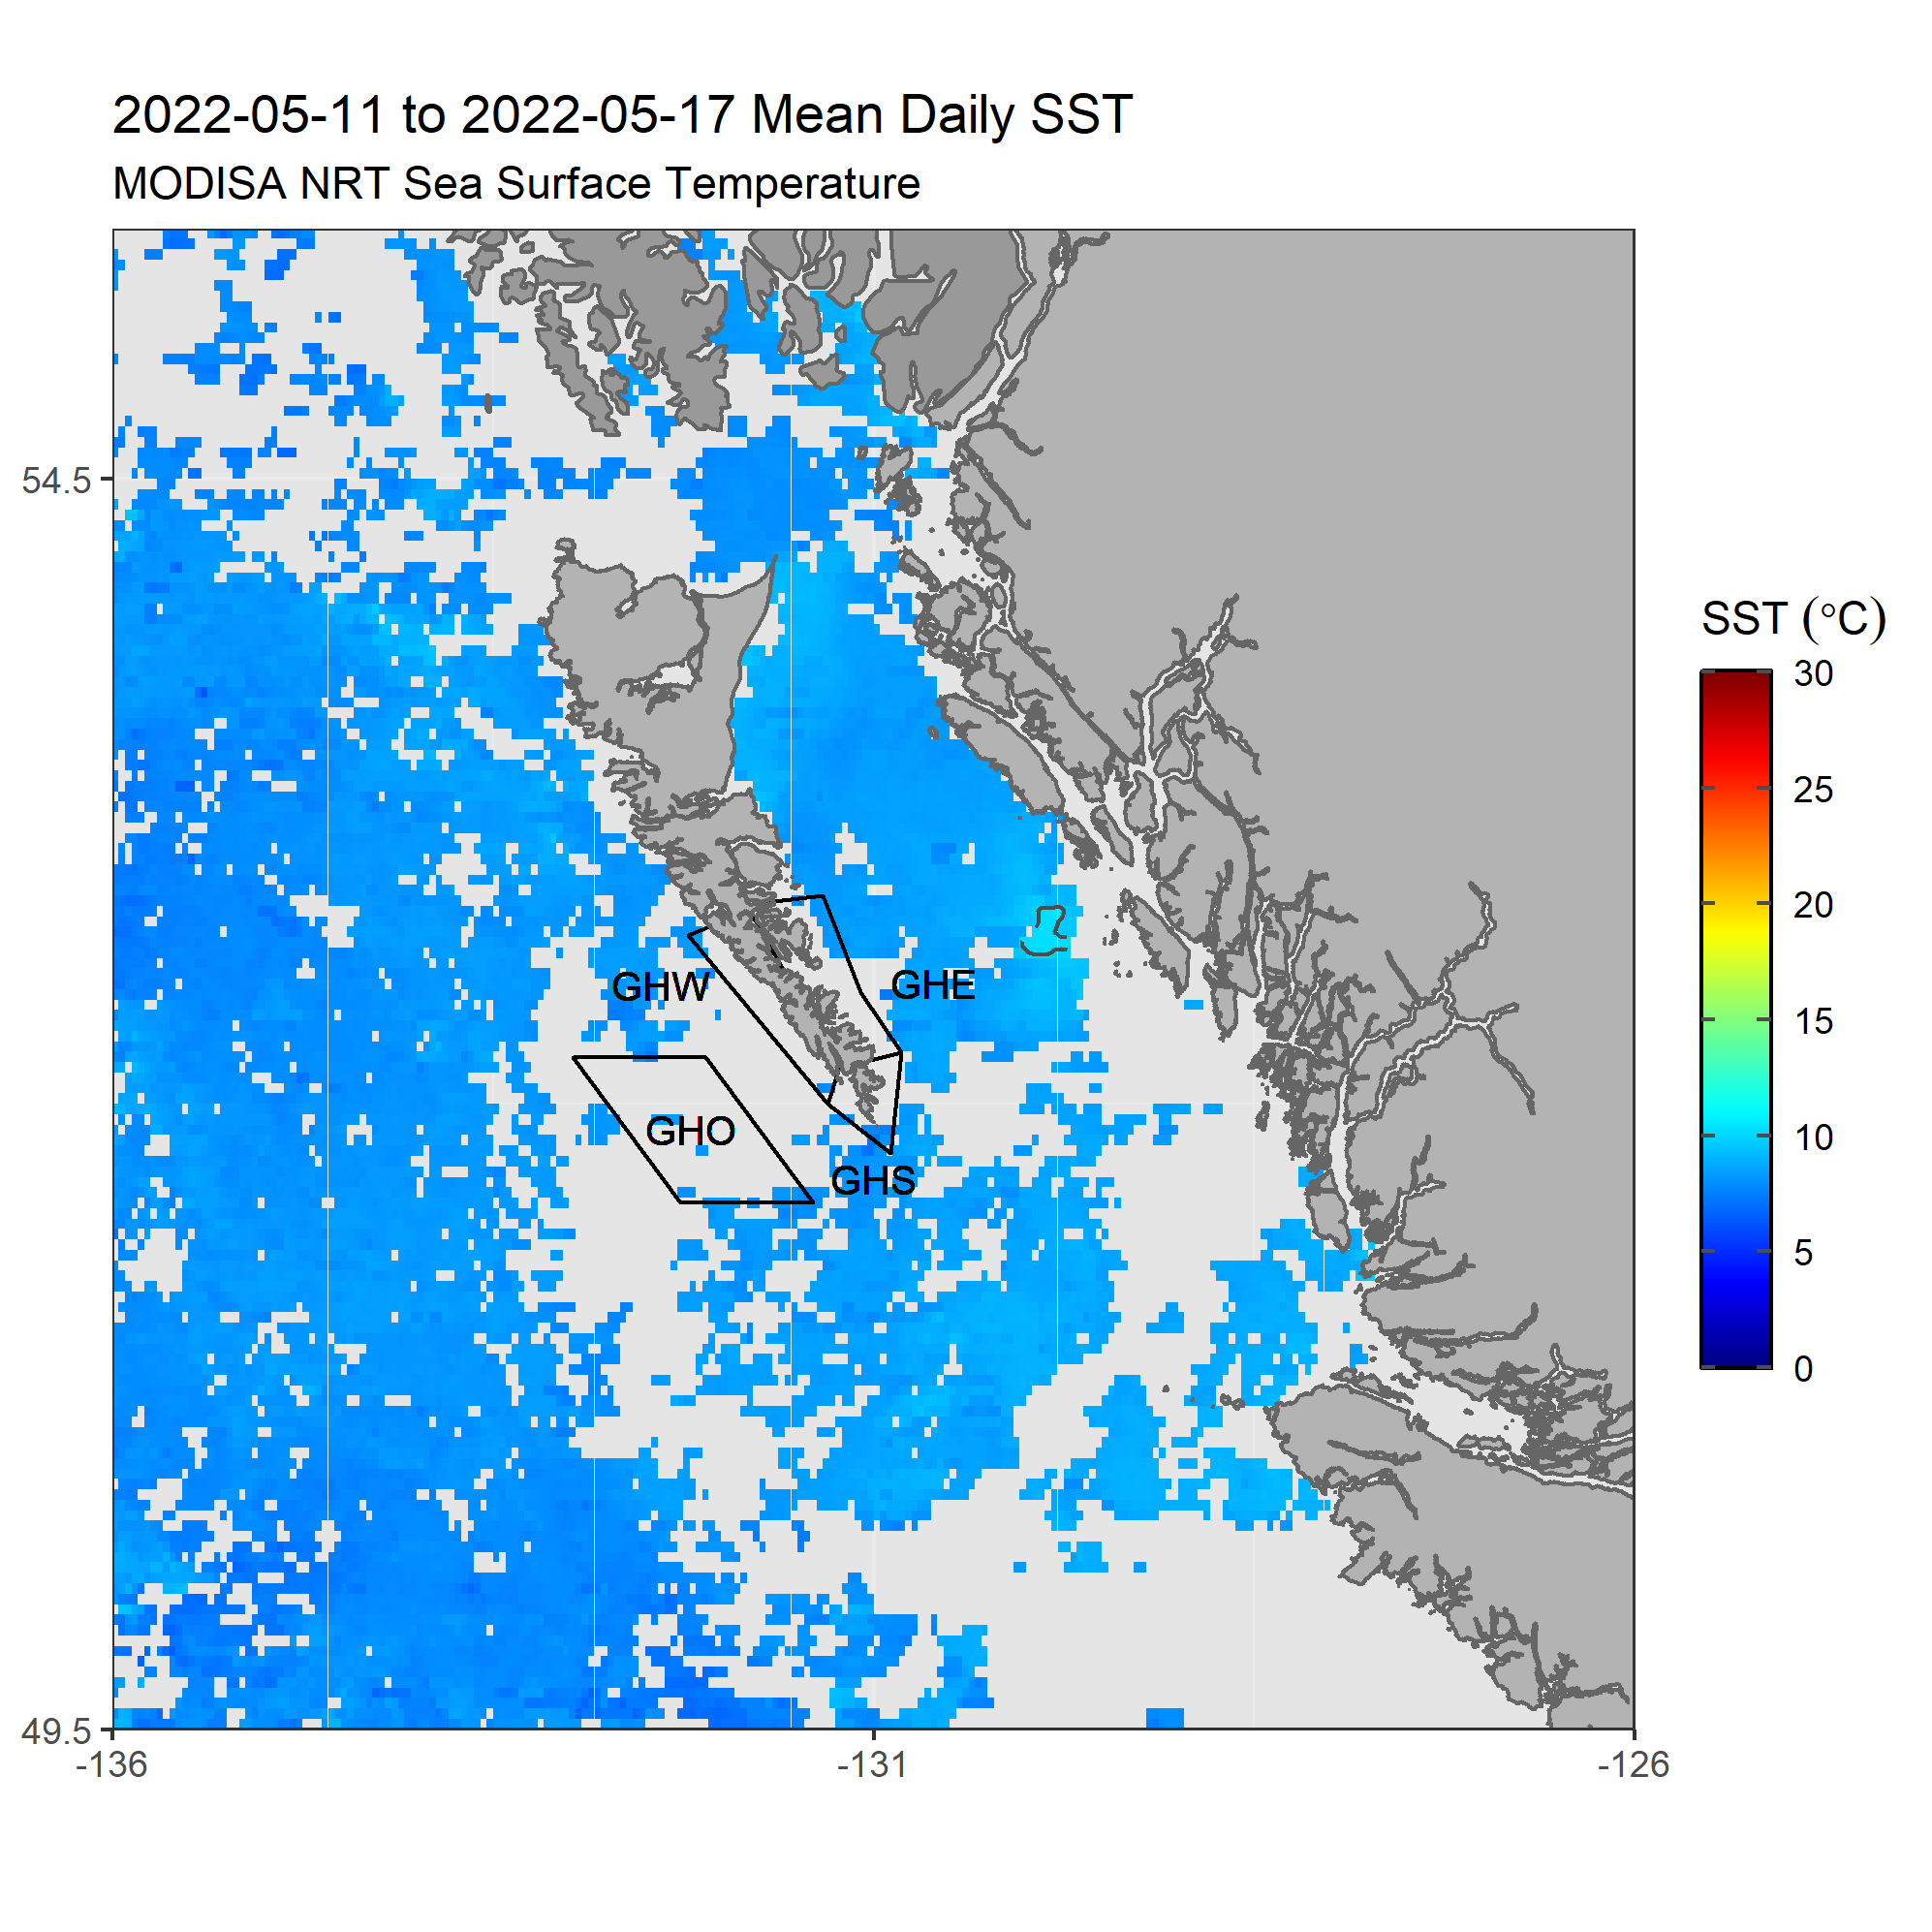 2022-05-11 to 2022-05-17 Mean Daily SST
MODISA NRT Sea Surface Temperature
54.5
49.5
-136
-131
-126
GHW
GHE
GHO
GHS
SST (°C)
30
25
20
15
10
5
0